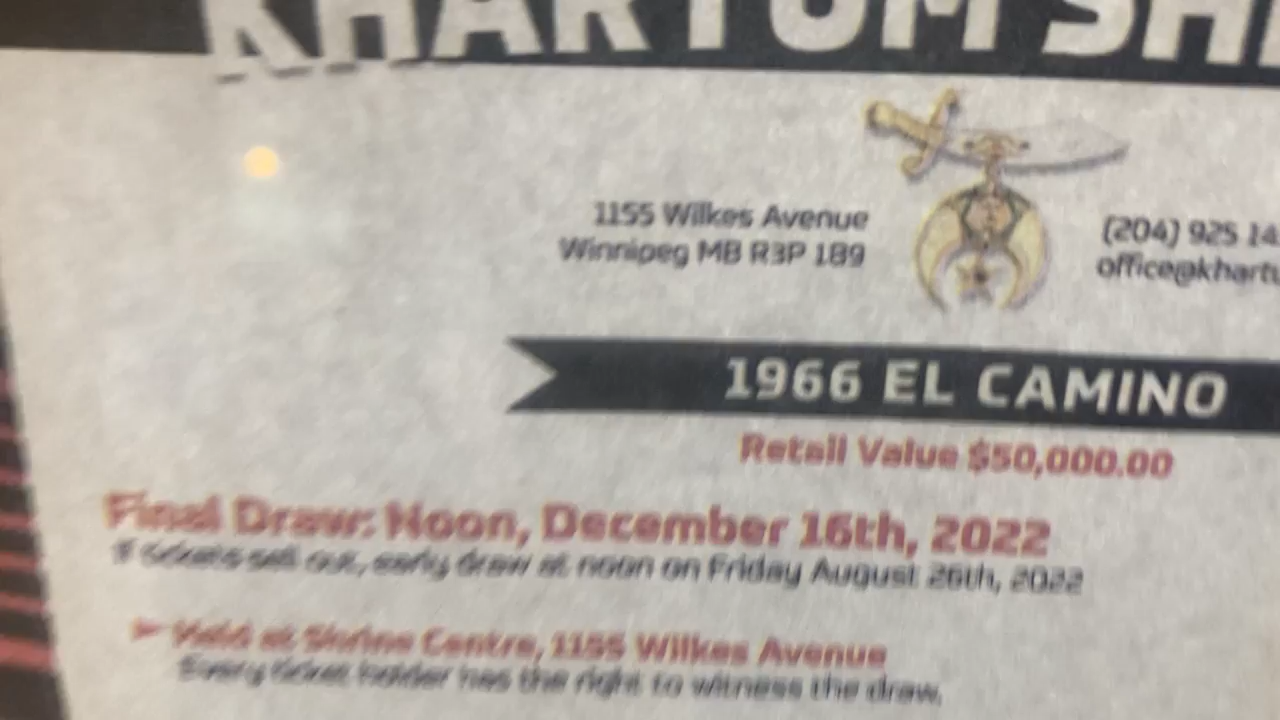 KHARTUM SH
1155 Wilkes Avenue
Winnipeg MB R3P 1B9
(204) 925 14
office@khartu
1966 EL CAMINO
Retail Value $50,000.00
Final Draw: Noon, December 16th, 2022
If tickets sell out, early draw at noon on Friday August 26th, 2022
Held at Shrine Centre, 1155 Wilkes Avenue
Every ticket holder has the right to witness the draw.